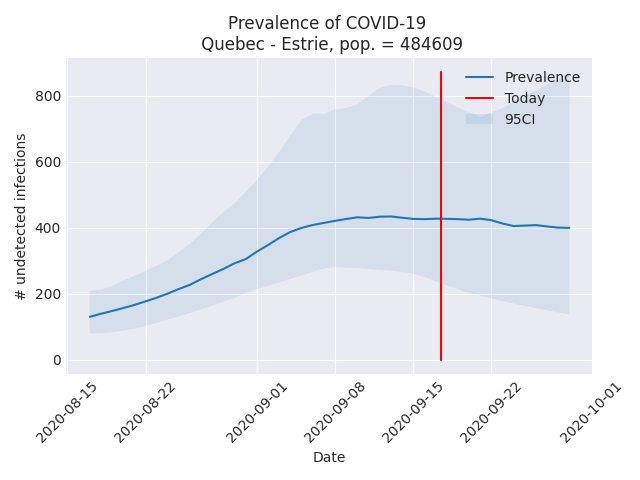 Prevalence of COVID-19
Quebec - Estrie, pop. = 484609
Prevalence
Today
95CI
# undetected infections
800
600
400
200
0
2020-08-15
2020-08-22
2020-09-01
2020-09-08
2020-09-15
2020-09-22
2020-10-01
Date